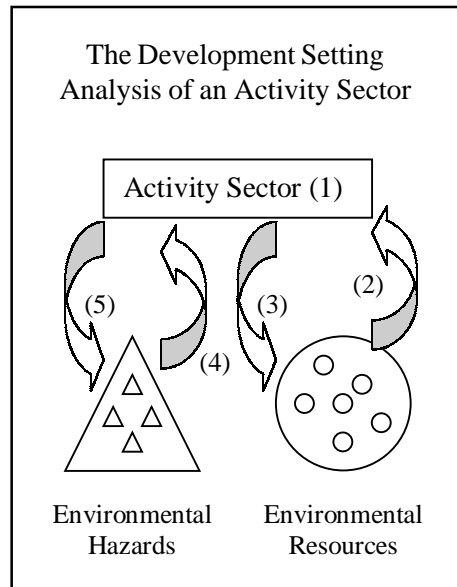 The Development Setting
Analysis of an Activity Sector
Activity Sector (1)
(5)
(3)
(2)
(4)
Environmental
Hazards
Environmental
Resources